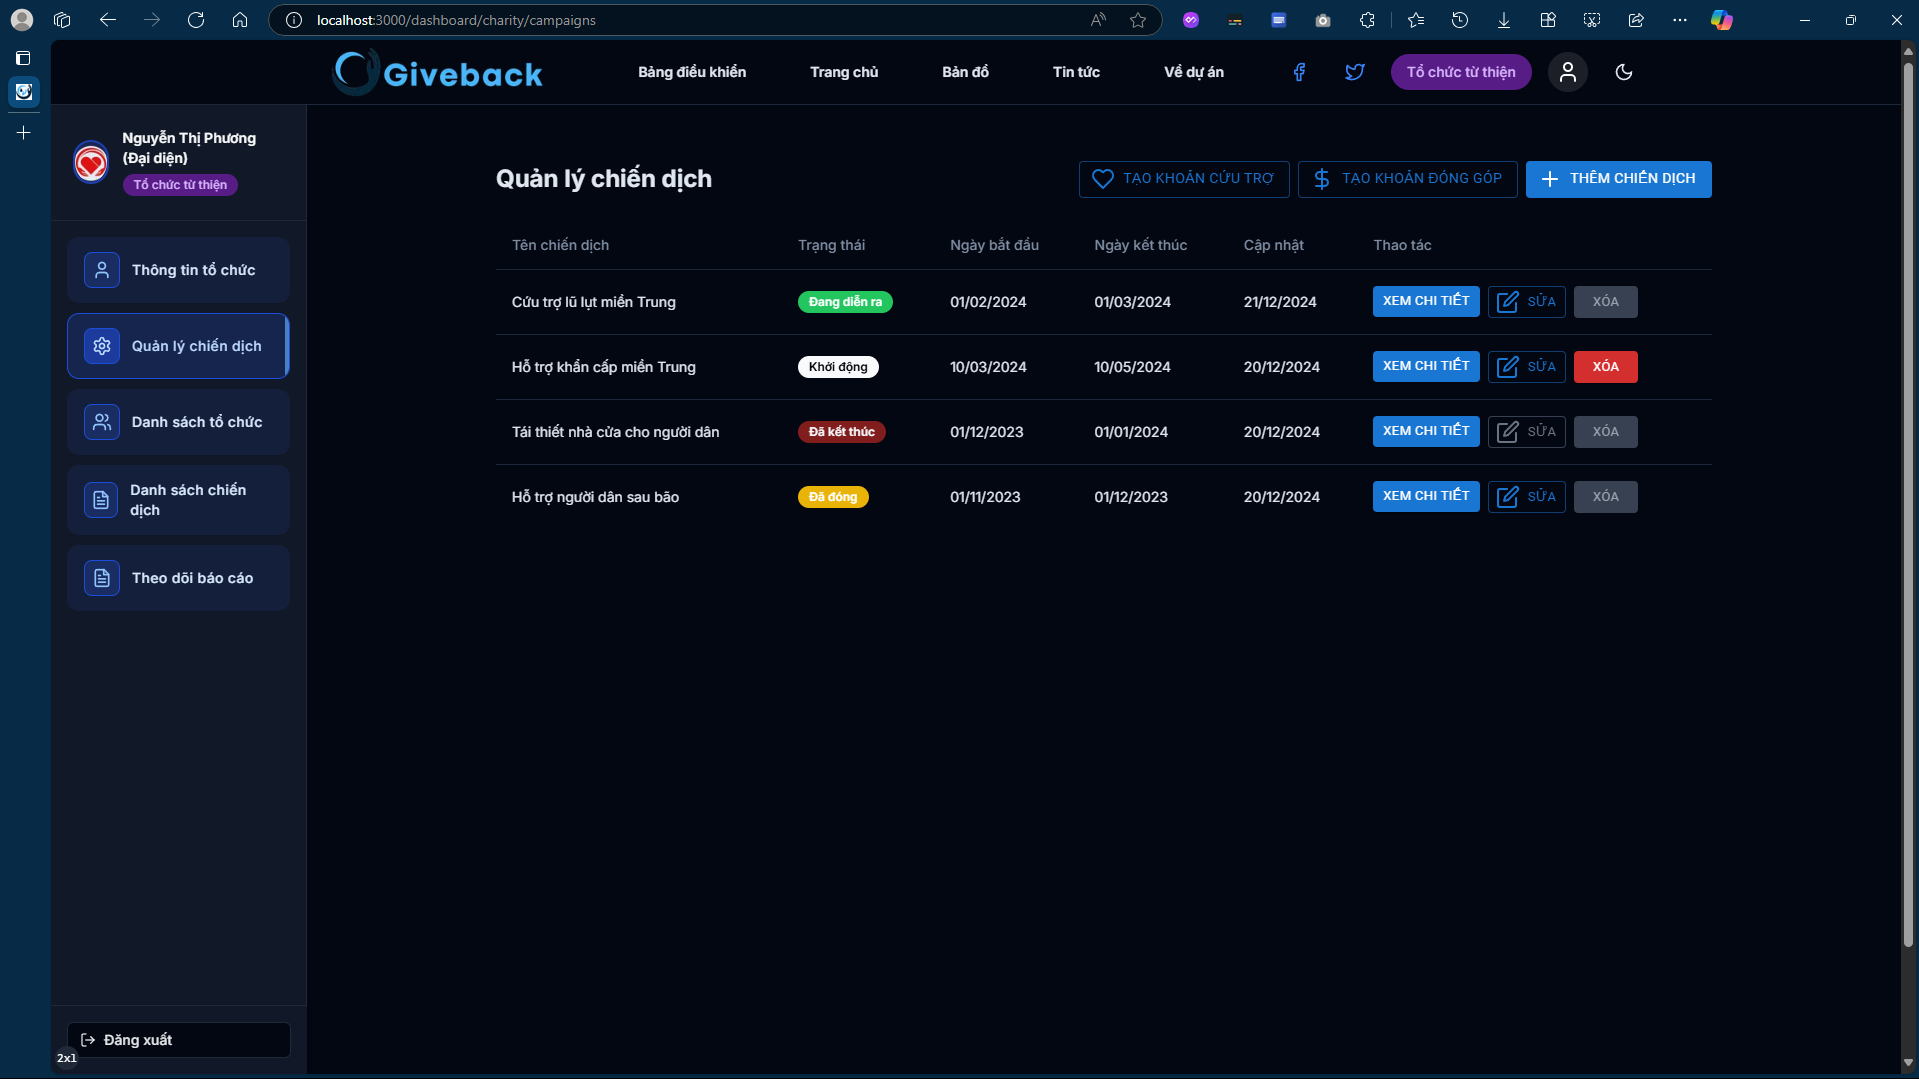 localhost:3000/dashboard/charity/campaigns
Giveback
Bảng điều khiển
Trang chủ
Bản đồ
Tin tức
Về dự án
Tổ chức từ thiện
Nguyễn Thị Phương
(Đại diện)
Tổ chức từ thiện
Thông tin tổ chức
Quản lý chiến dịch
Danh sách tổ chức
Danh sách chiến
dịch
Theo dõi báo cáo
Đăng xuất
2x1
Quản lý chiến dịch
TẠO KHOẢN CỨU TRỢ
TẠO KHOẢN ĐÓNG GÓP
THÊM CHIẾN DỊCH
Tên chiến dịch Trạng thái Ngày bắt đầu Ngày kết thúc Cập nhật Thao tác
Cứu trợ lũ lụt miền Trung Đang diễn ra 01/02/2024 01/03/2024 21/12/2024 XEM CHI TIẾT SỬA XÓA
Hỗ trợ khẩn cấp miền Trung Khởi động 10/03/2024 10/05/2024 20/12/2024 XEM CHI TIẾT SỬA XÓA
Tái thiết nhà cửa cho người dân Đã kết thúc 01/12/2023 01/01/2024 20/12/2024 XEM CHI TIẾT SỬA XÓA
Hỗ trợ người dân sau bão Đã đóng 01/11/2023 01/12/2023 20/12/2024 XEM CHI TIẾT SỬA XÓA